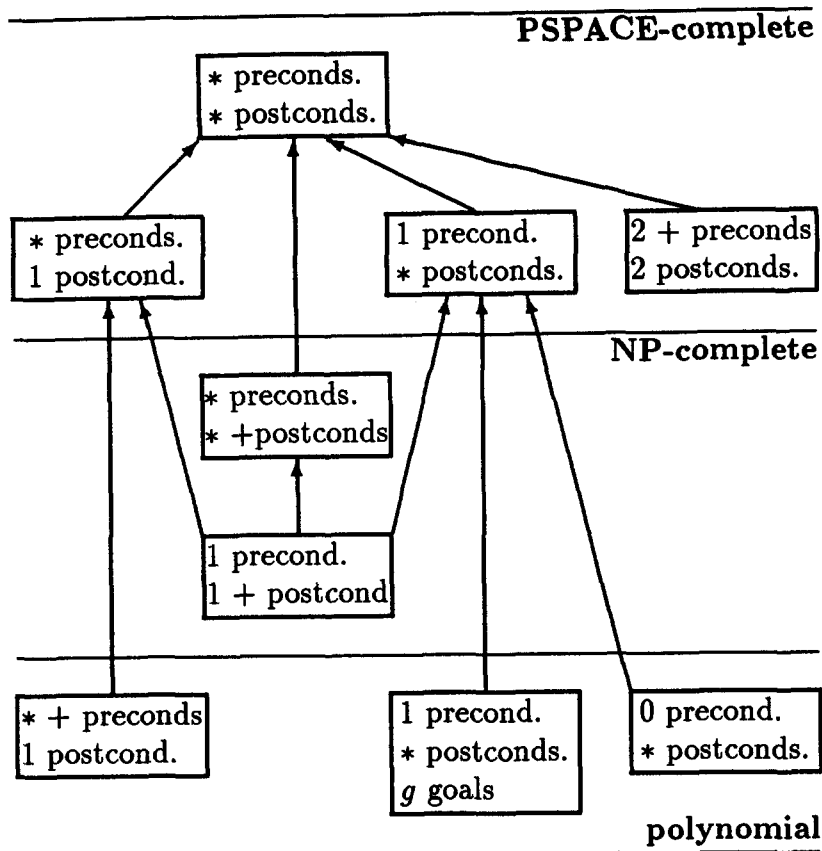 PSPACE-complete
* preconds.
* postconds.
* preconds.
1 postcond.
1 precond.
* postconds.
2 + preconds
2 postconds.
NP-complete
* preconds.
* +postconds
1 precond.
1 + postcond
* + preconds
1 postcond.
1 precond.
* postconds.
g goals
0 precond.
* postconds.
polynomial